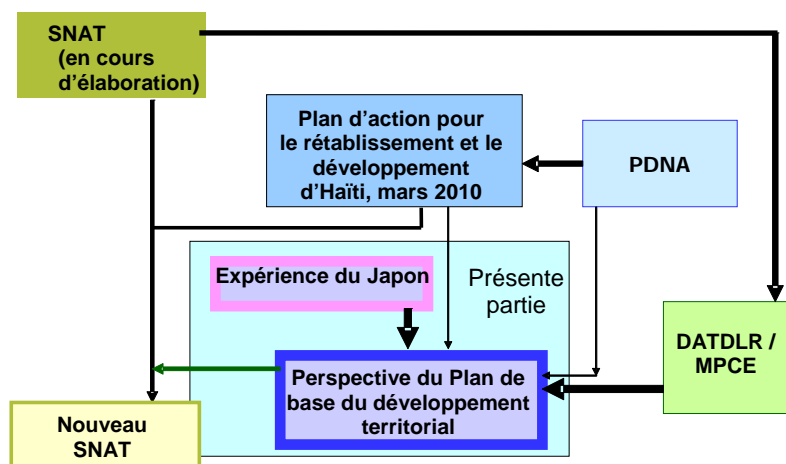 SNAT
(en cours
d'élaboration)
Plan d'action pour
le rétablissement et le
développement
d'Haïti, mars 2010
PDNA
Expérience du Japon
Présente
partie
DATDLR /
MPCE
Perspective du Plan de
base du développement
territorial
Nouveau
SNAT